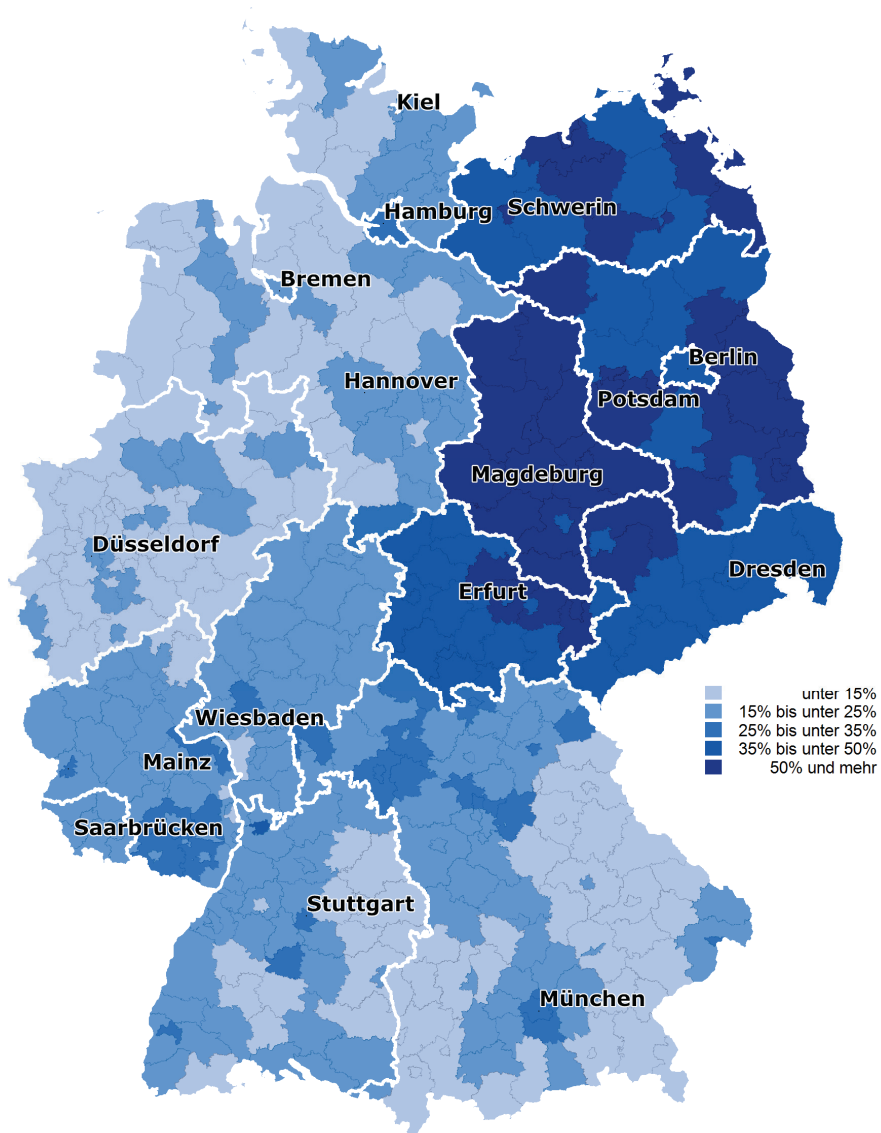 Kiel
Hamburg
Schwerin
Bremen
Berlin
Hannover
Potsdam
Magdeburg
Düsseldorf
Dresden
Erfurt
unter 15%
15% bis unter 25%
25% bis unter 35%
35% bis unter 50%
50% und mehr
Wiesbaden
Mainz
Saarbrücken
Stuttgart
München